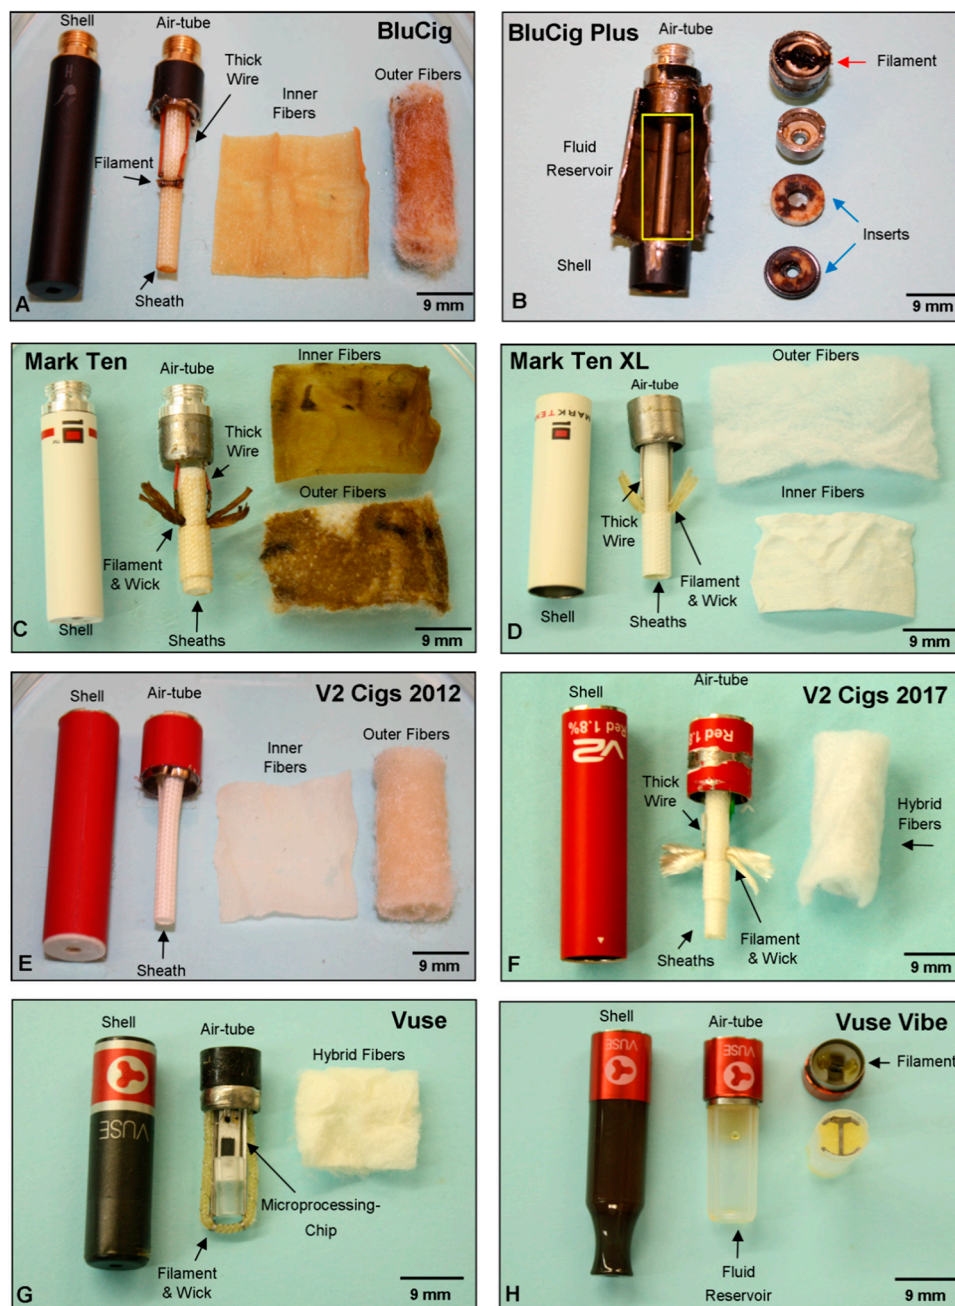 BluCig
Shell
Air-tube
Thick
Wire
Inner
Fibers
Outer Fibers
Filament
Sheath
A
9 mm
BluCig Plus
Air-tube
Filament
Fluid
Reservoir
Inserts
Shell
B
9 mm
Mark Ten
Air-tube
Inner Fibers
Thick
Wire
Outer Fibers
Filament
& Wick
Shell
Sheaths
C
9 mm
Mark Ten XL
Outer Fibers
Air-tube
MARKTEN
Inner Fibers
Thick
Wire
Filament
& Wick
Shell
Sheaths
D
9 mm
V2 Cigs 2012
Shell
Air-tube
Inner
Fibers
Outer Fibers
Sheath
E
9 mm
V2 Cigs 2017
Shell
Air-tube
V2
Red 1.8%
Red 1.8
Thick
Wire
Hybrid
Fibers
Sheaths
Filament
& Wick
F
9 mm
Vuse
Shell
Air-tube
Hybrid Fibers
VUSE
Microprocessing-
Chip
Filament
& Wick
G
9 mm
Vuse Vibe
Shell
Air-tube
VUSE
VUSE
Filament
Fluid
Reservoir
H
9 mm